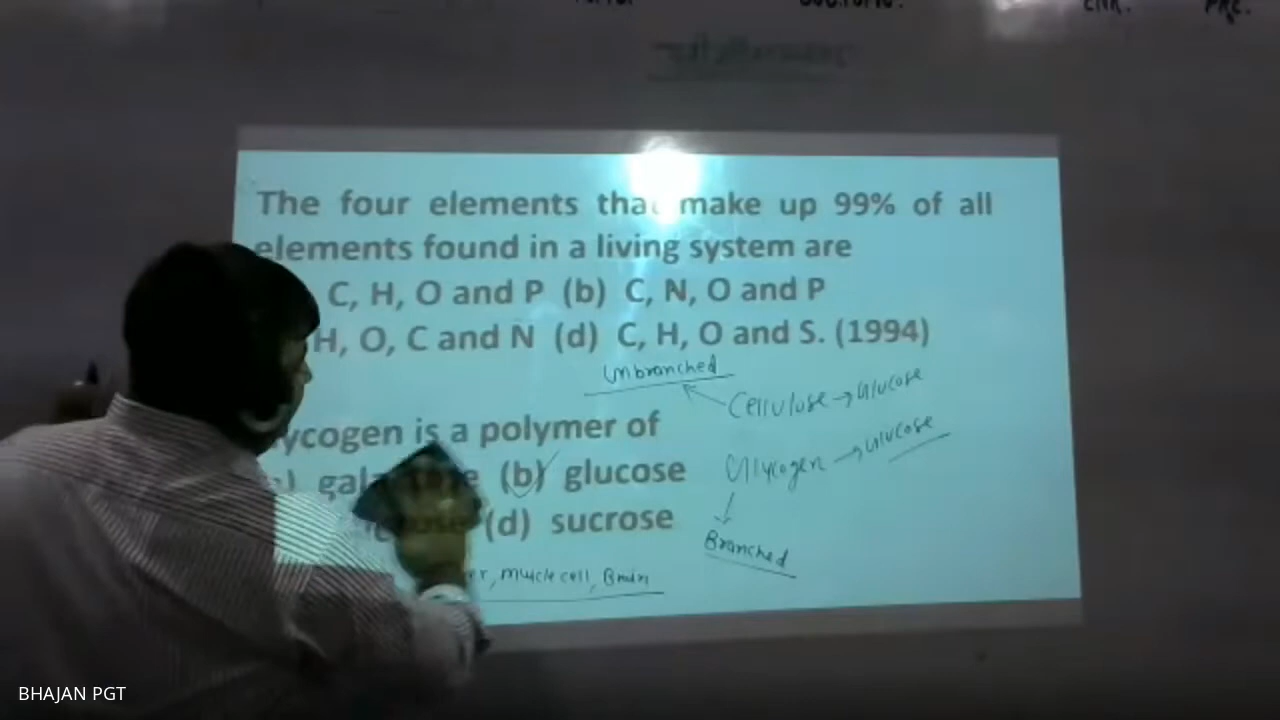 The four elements that make up 99% of all
elements found in a living system are
C, H, O and P (b) C, N, O and P
H, O, C and N (d) C, H, O and S. (1994)
Unbranched
Cellulose → Glucose
ycogen is a polymer of
(b) glucose
Glycogen → Glucose
(d) sucrose
Branched
, muscle cell, Brain
BHAJAN PGT